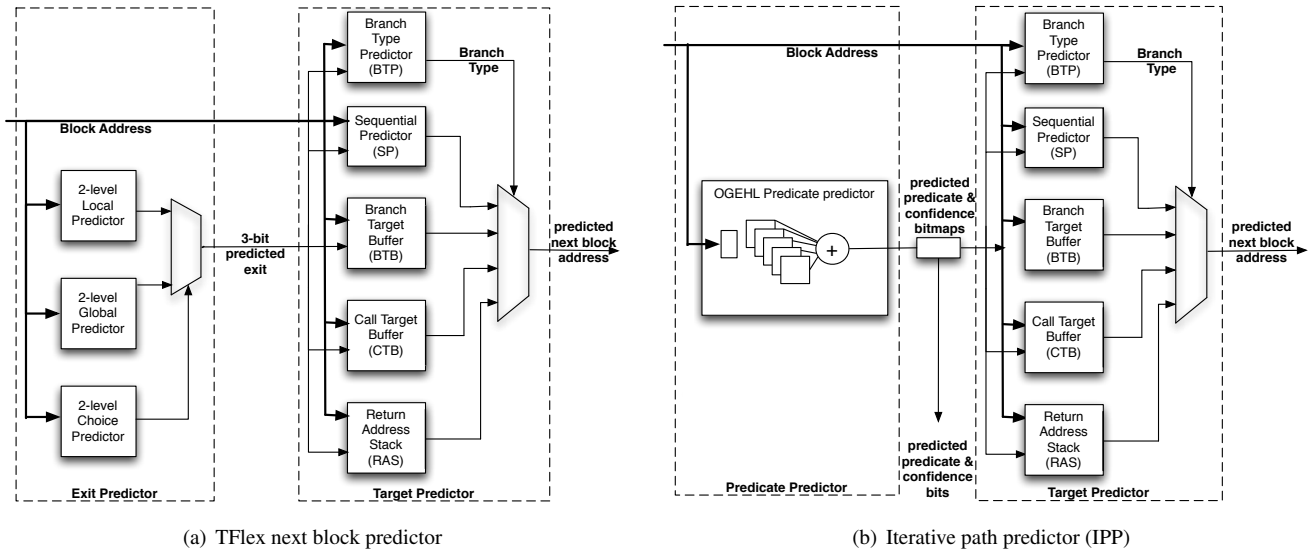 Block Address
2-level
Local
Predictor
2-level
Global
Predictor
2-level
Choice
Predictor
Exit Predictor
3-bit
predicted
exit
Branch
Type
Predictor
(BTP)
Branch
Type
Sequential
Predictor
(SP)
Branch
Target
Buffer
(BTB)
Call Target
Buffer
(CTB)
Return
Address
Stack
(RAS)
predicted
next block
address
Target Predictor
(a) TFlex next block predictor
Block Address
OGEHL Predicate predictor
+
Predicate Predictor
predicted
predicate &
confidence
bitmaps
predicted
predicate &
confidence
bits
Branch
Type
Predictor
(BTP)
Branch
Type
Sequential
Predictor
(SP)
Branch
Target
Buffer
(BTB)
Call Target
Buffer
(CTB)
Return
Address
Stack
(RAS)
predicted
next block
address
Target Predictor
(b) Iterative path predictor (IPP)